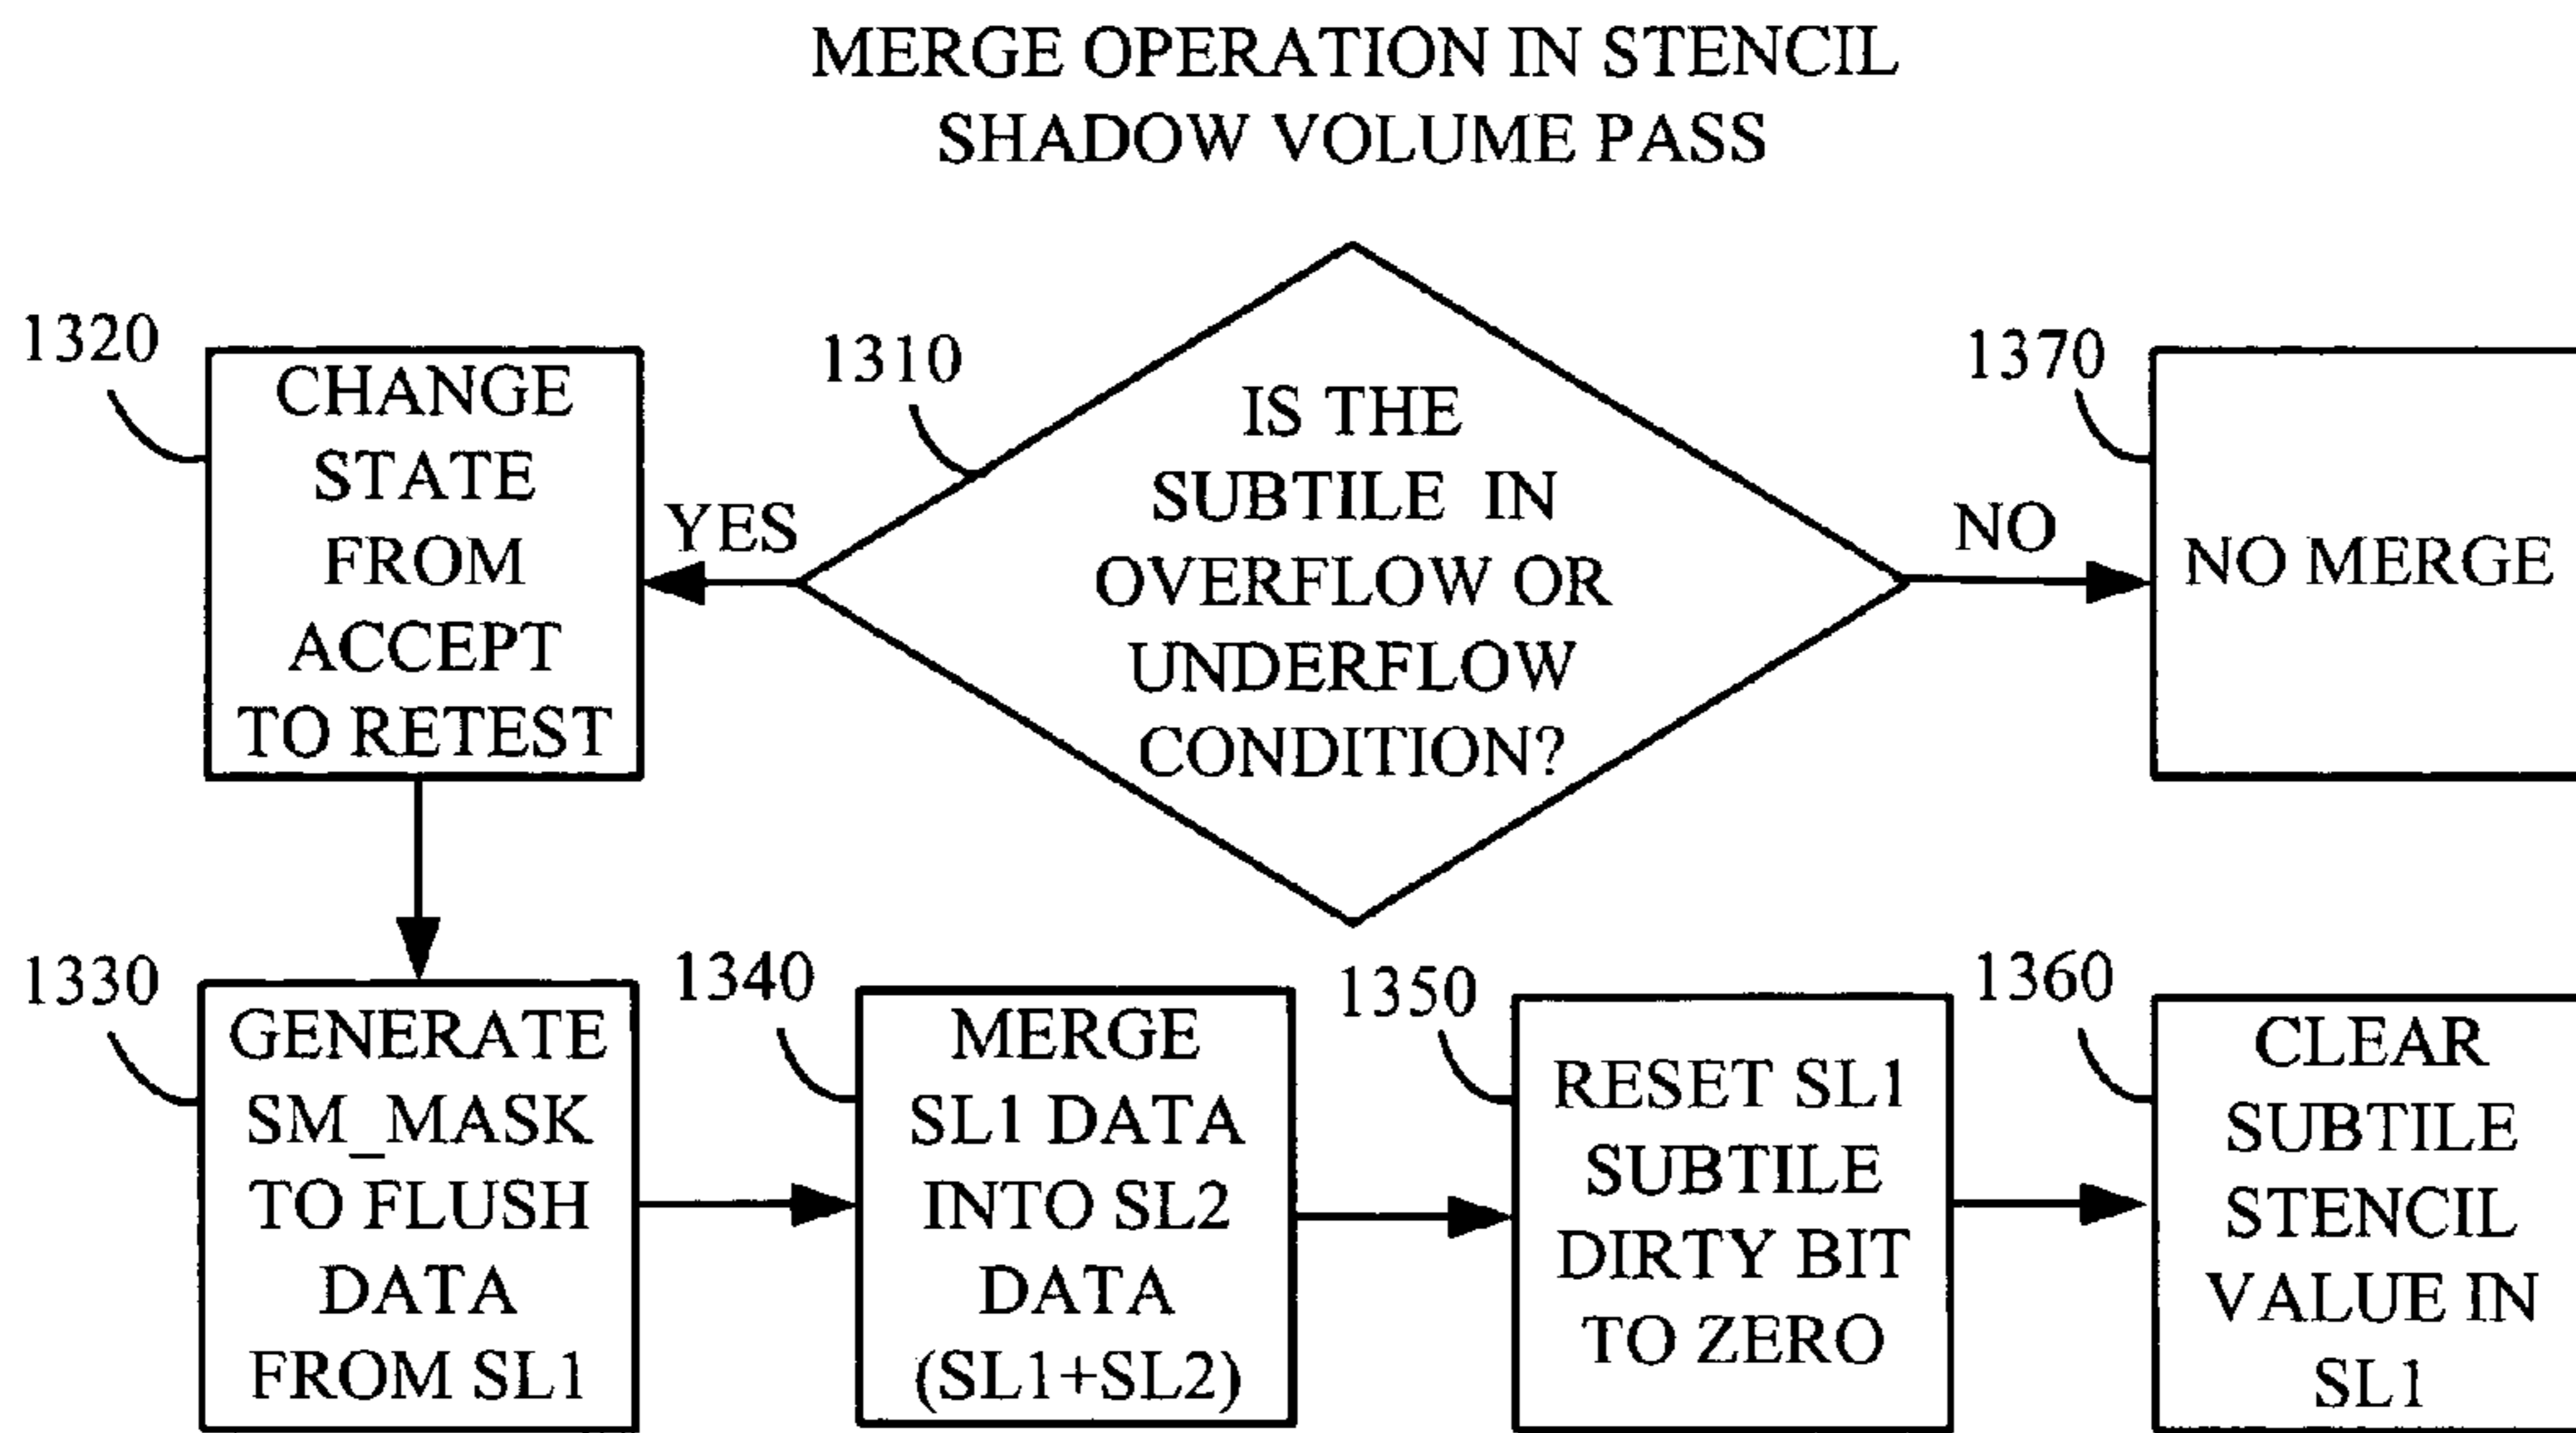 MERGE OPERATION IN STENCIL
SHADOW VOLUME PASS
1310
IS THE
SUBTILE IN
OVERFLOW OR
UNDERFLOW
CONDITION?
YES
NO
1320
CHANGE
STATE
FROM
ACCEPT
TO RETEST
1370
NO MERGE
1330
GENERATE
SM_MASK
TO FLUSH
DATA
FROM SL1
1340
MERGE
SL1 DATA
INTO SL2
DATA
(SL1+SL2)
1350
RESET SL1
SUBTILE
DIRTY BIT
TO ZERO
1360
CLEAR
SUBTILE
STENCIL
VALUE IN
SL1